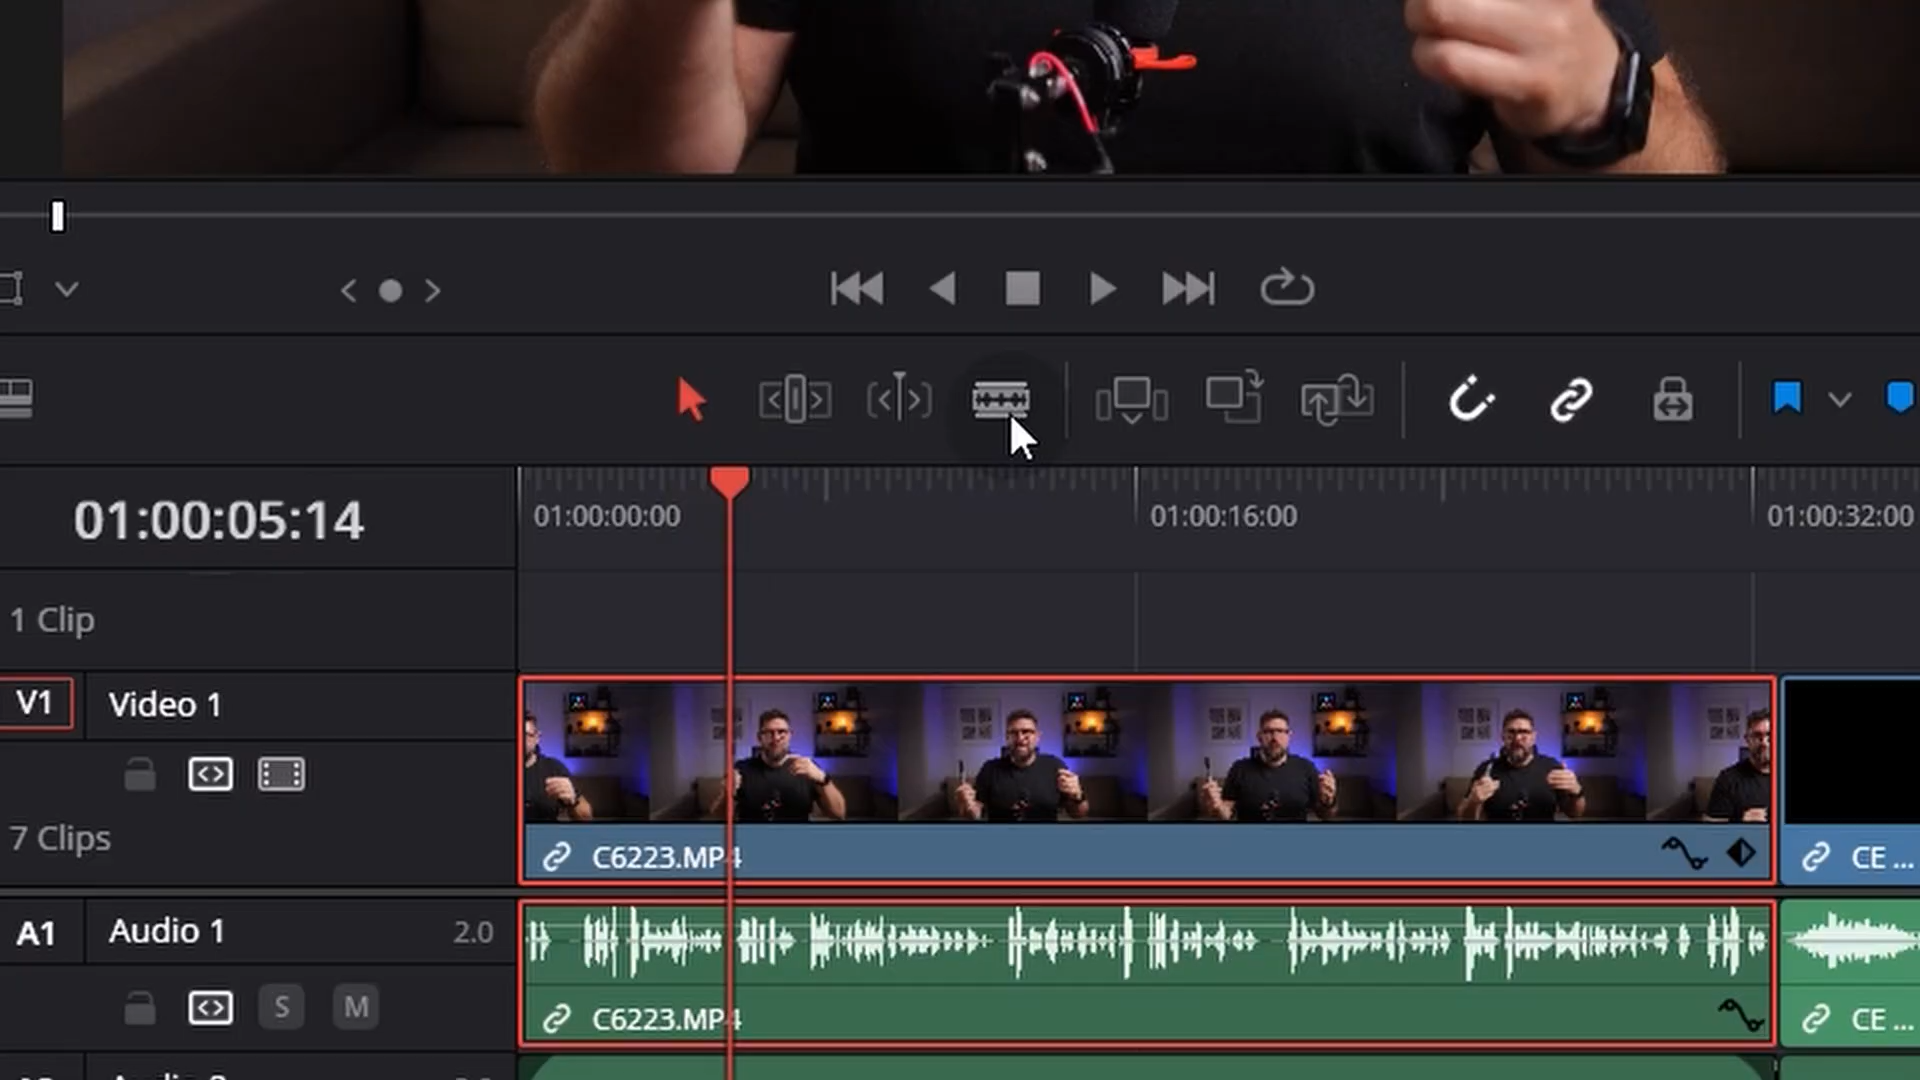 01:00:05:14
01:00:00:00
01:00:16:00
01:00:32:00
1 Clip
V1
Video 1
7 Clips
C6223.MP4
CE ...
A1
Audio 1
2.0
S
M
C6223.MP4
CE ...